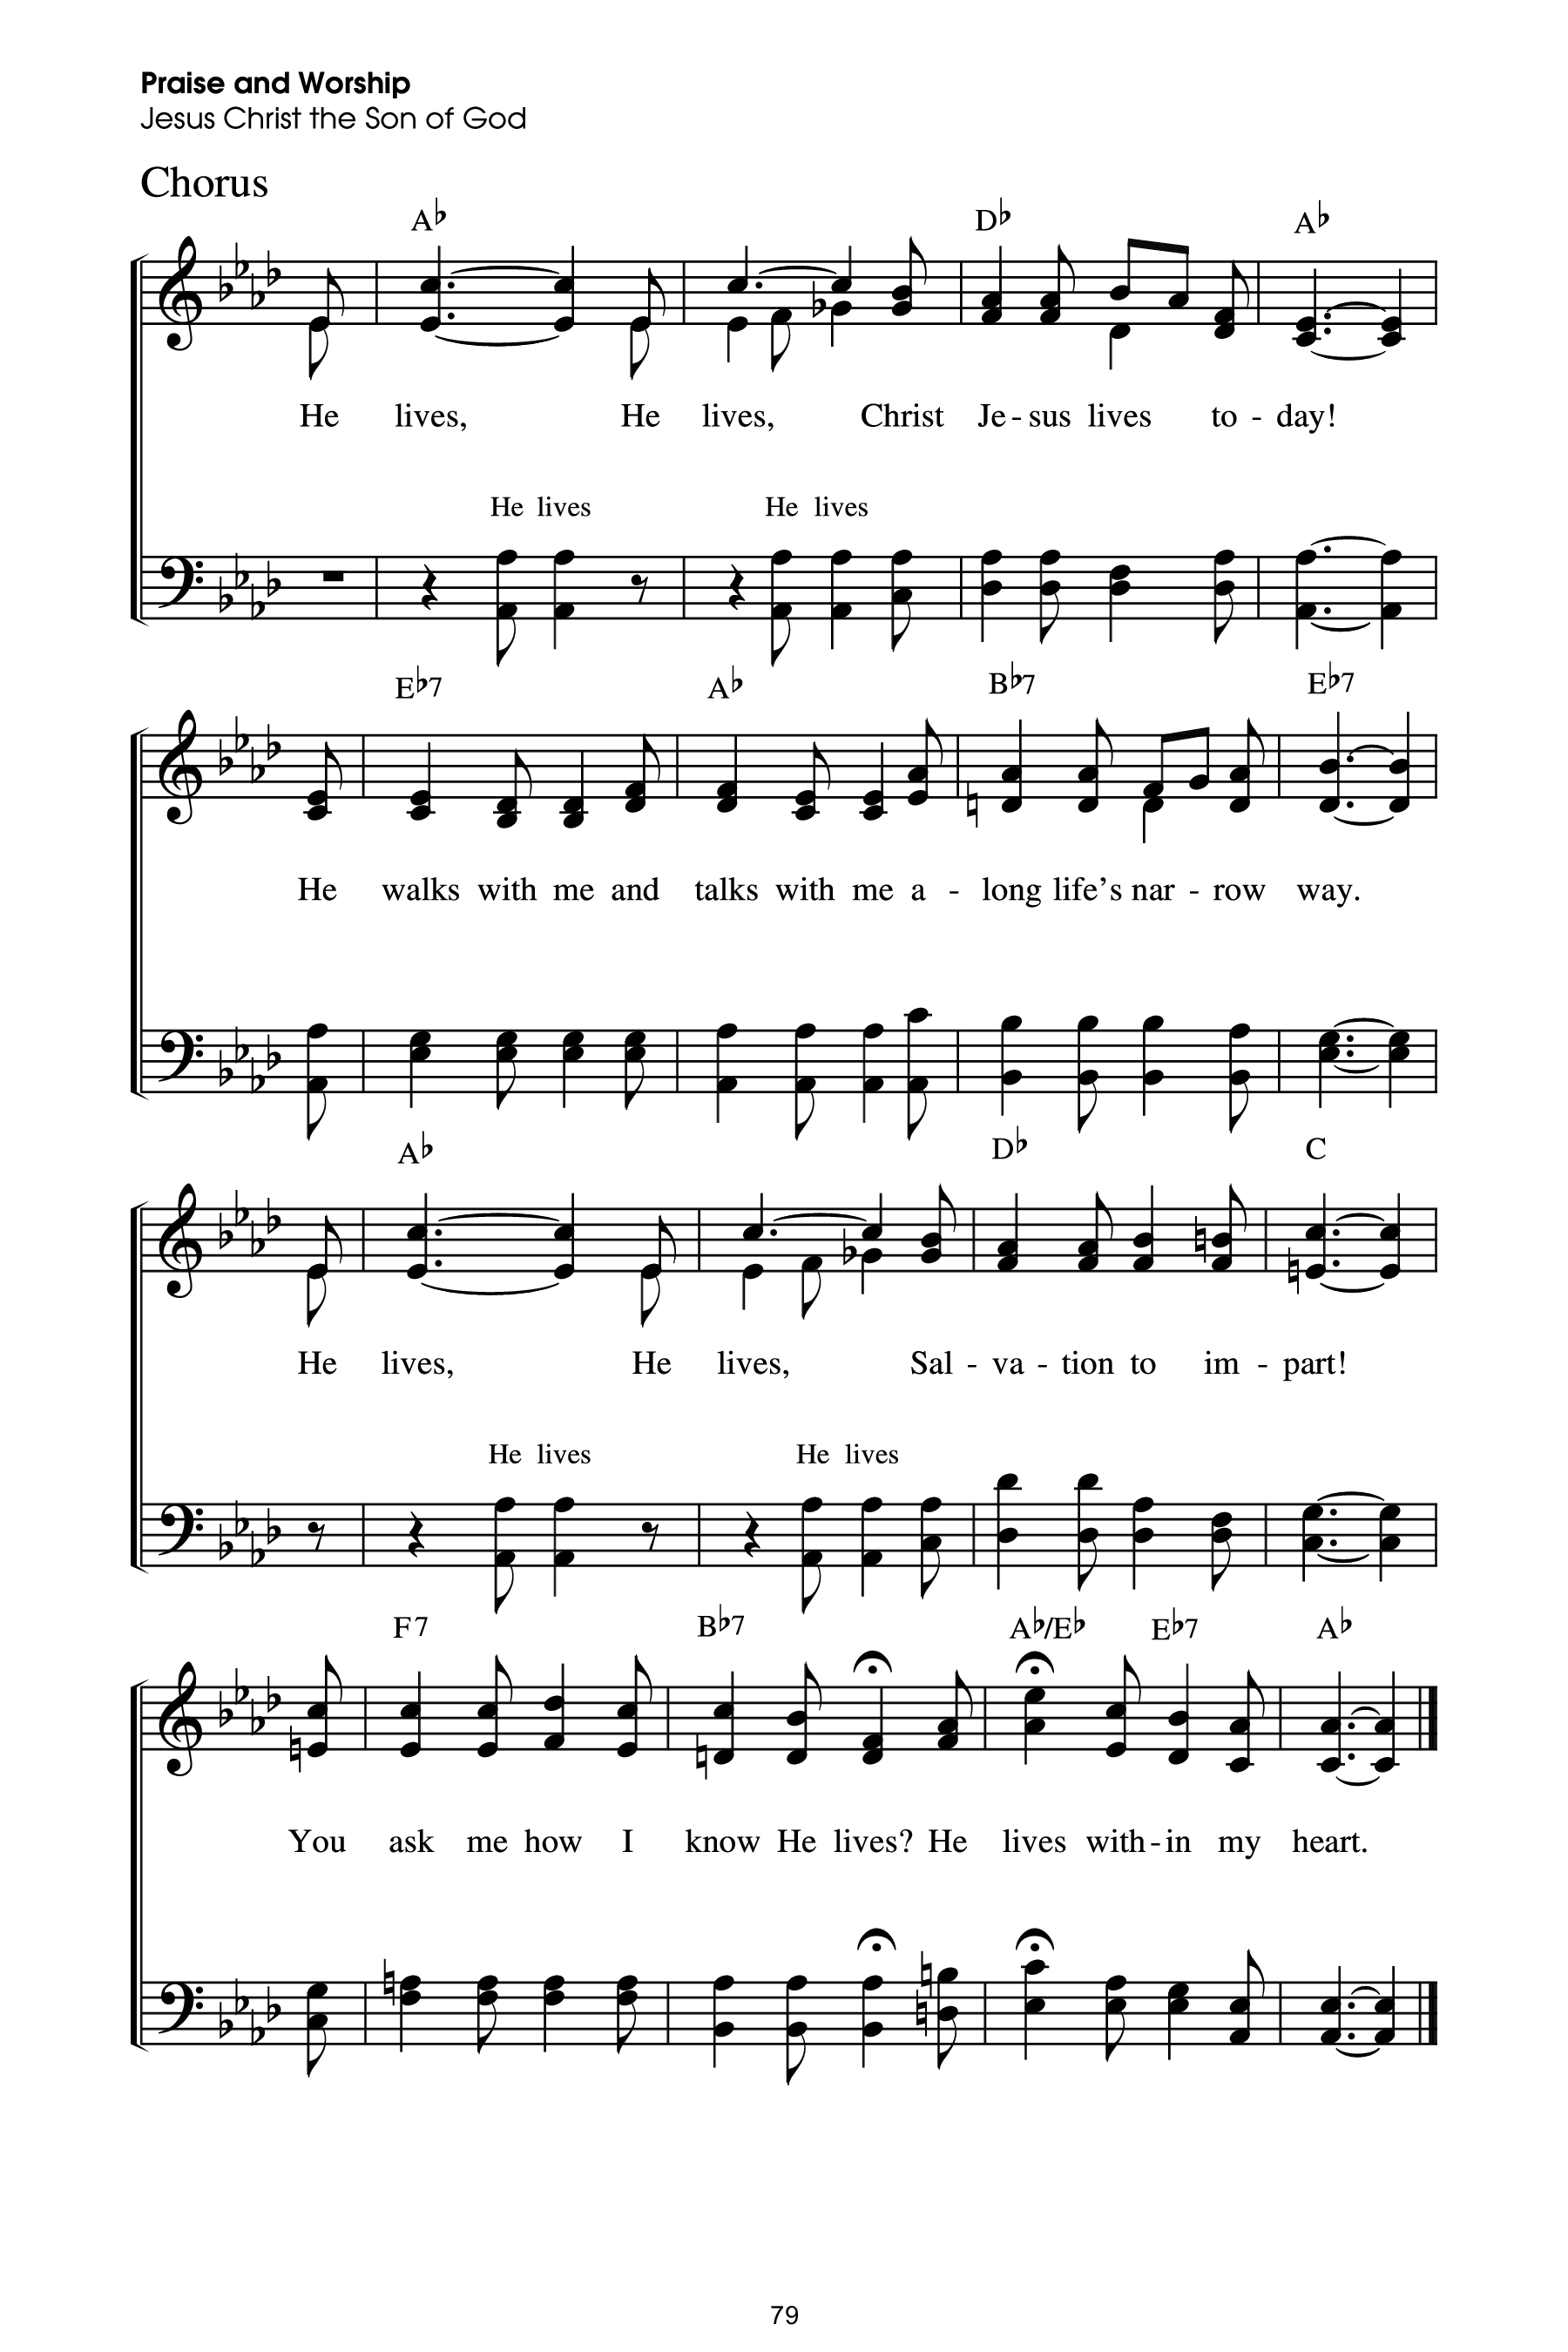 Praise and Worship
Jesus Christ the Son of God
Chorus
A♭ D♭ A♭
He lives, He lives, Christ Je - sus lives to - day!
He lives He lives
E♭7 A♭ B♭7 E♭7
He walks with me and talks with me a - long life's nar - row way.
A♭ D♭ C
He lives, He lives, Sal - va - tion to im - part!
He lives He lives
F7 B♭7 A♭/E♭ E♭7 A♭
You ask me how I know He lives? He lives with - in my heart.
79